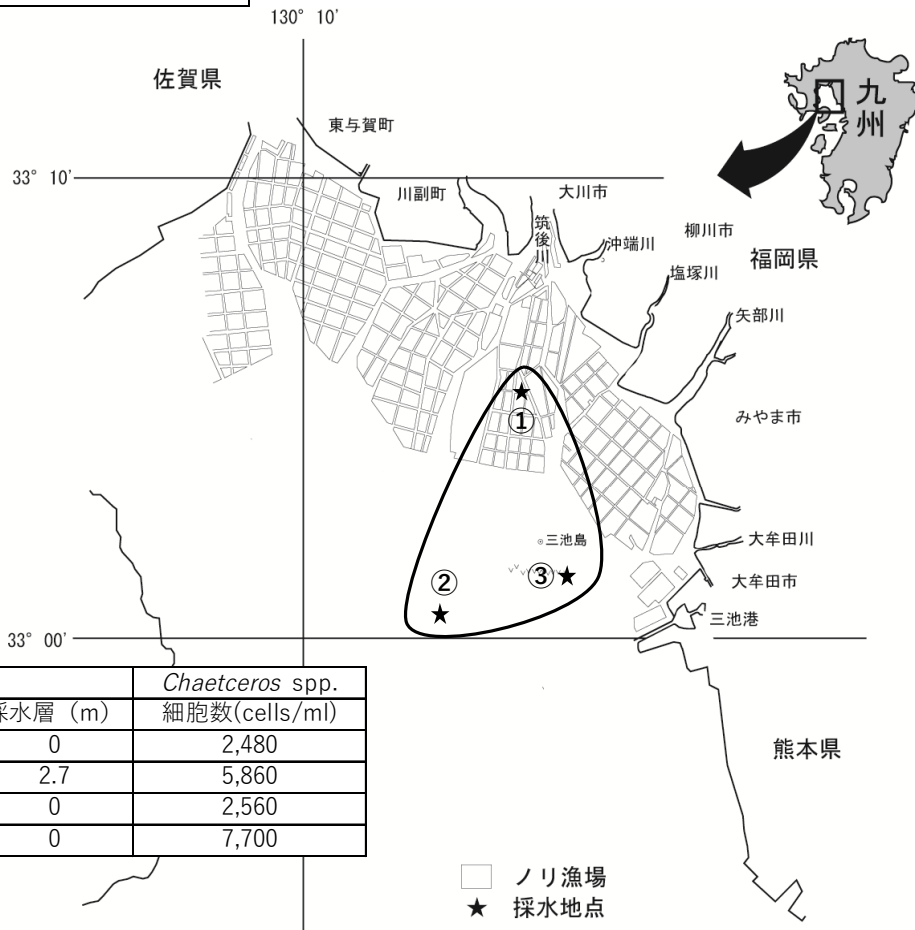 130° 10'
佐賀県
九州
東与賀町
33° 10'
川副町
大川市
筑後川
沖端川
柳川市
福岡県
塩塚川
矢部川
①
みやま市
三池島
大牟田川
②
③
大牟田市
三池港
33° 00'
Chaetceros spp.
採水層（m） 細胞数(cells/ml)
0 2,480
2.7 5,860
0 2,560
0 7,700
熊本県
ノリ漁場
★ 採水地点